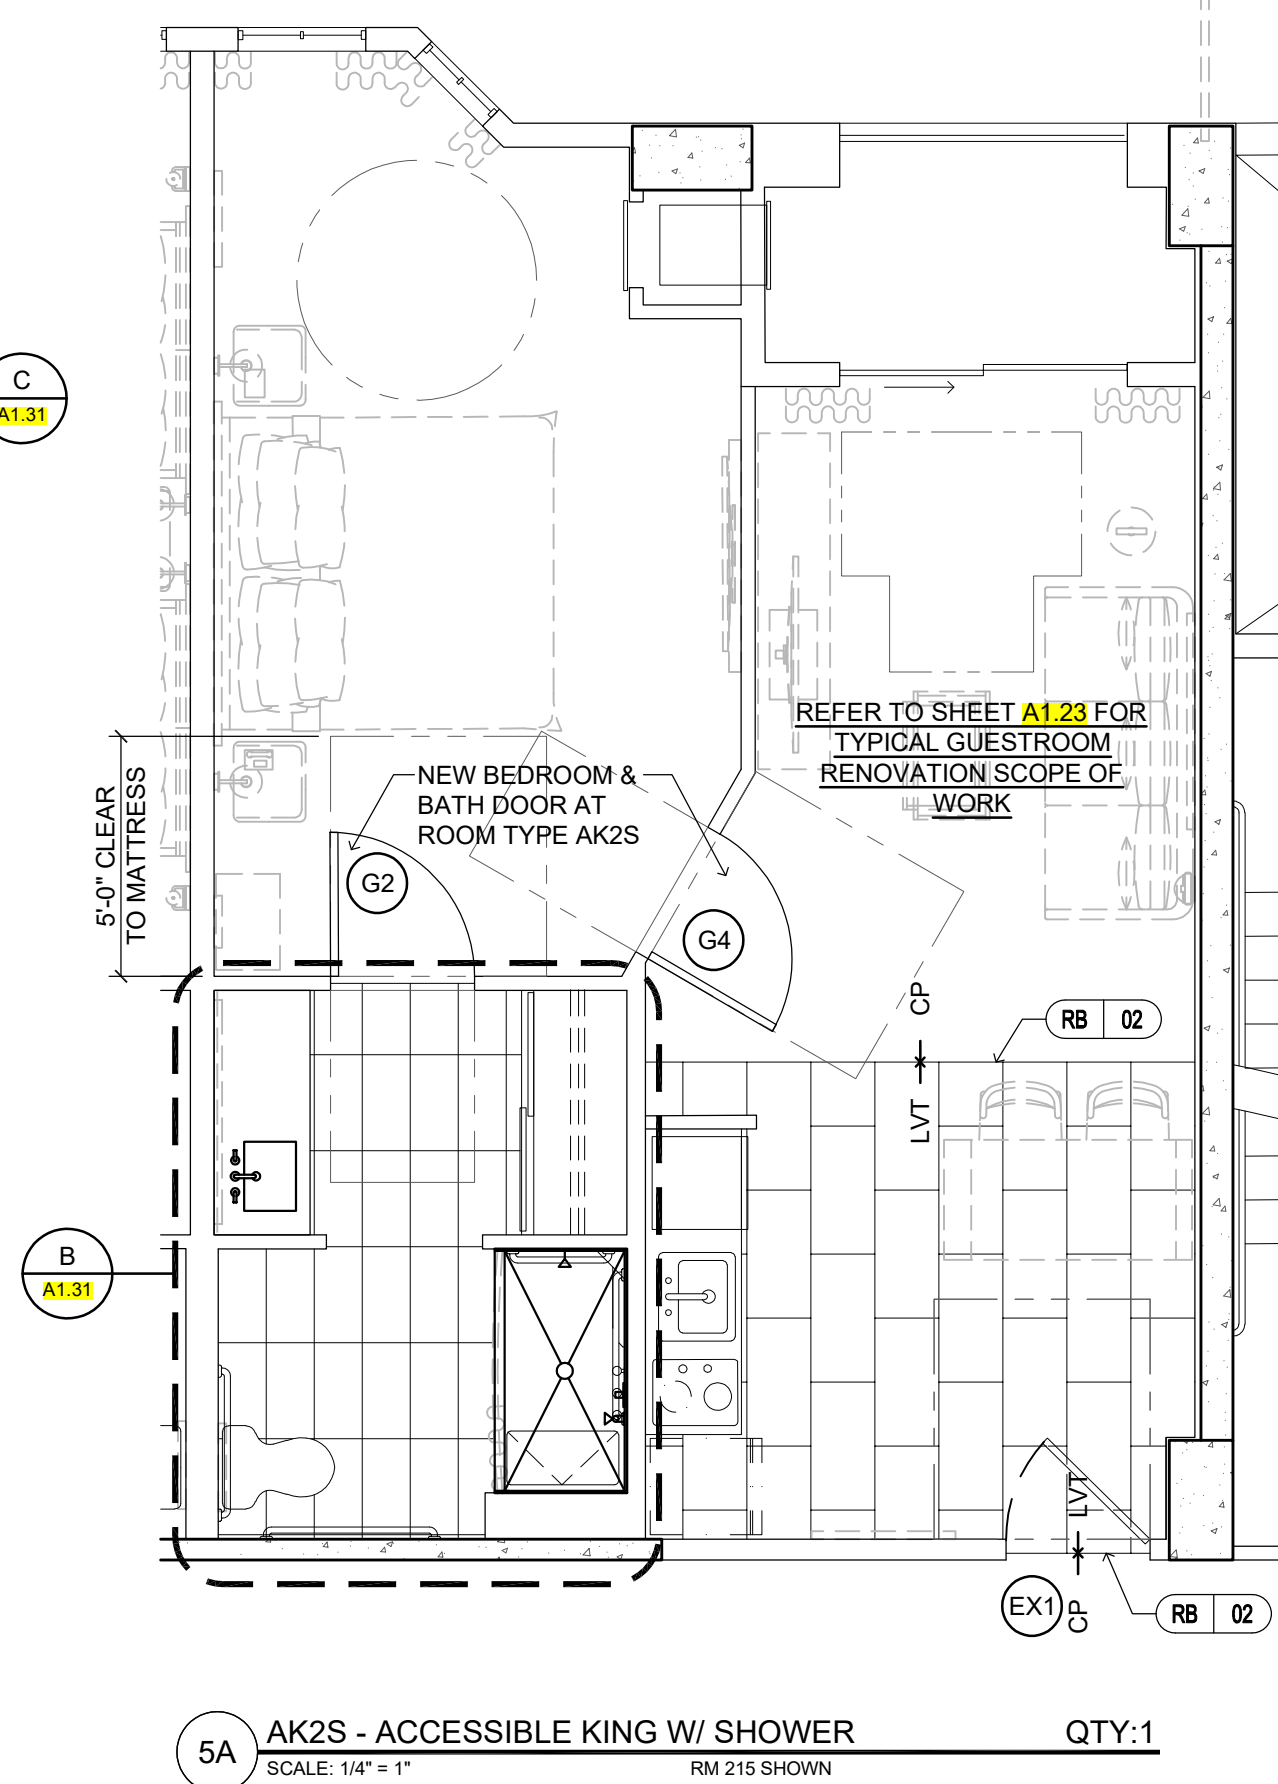 C
A1.31
REFER TO SHEET A1.23 FOR
TYPICAL GUESTROOM
RENOVATION SCOPE OF
WORK
NEW BEDROOM &
BATH DOOR AT
ROOM TYPE AK2S
5'-0" CLEAR
TO MATTRESS
G2
G4
CP
LVT
RB 02
B
A1.31
LVT
CP
EX1
RB 02
5A
AK2S - ACCESSIBLE KING W/ SHOWER QTY:1
SCALE: 1/4" = 1" RM 215 SHOWN